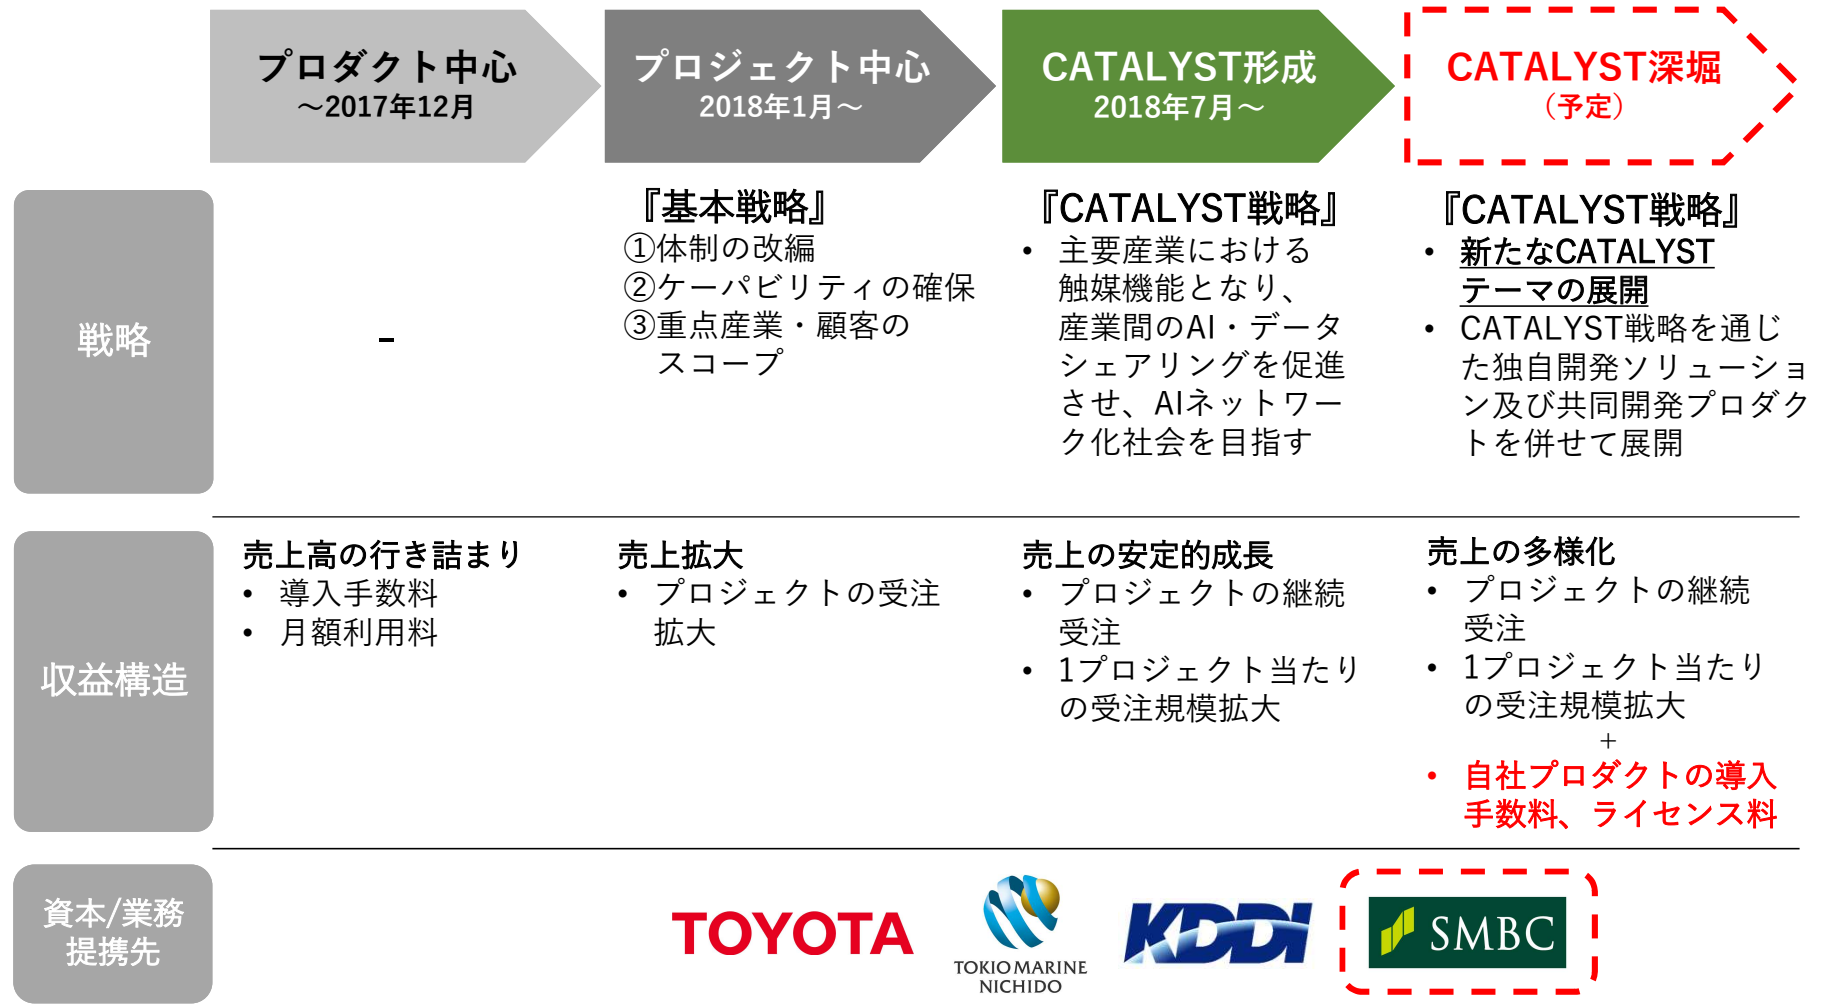 プロダクト中心
～2017年12月
プロジェクト中心
2018年1月～
CATALYST形成
2018年7月～
CATALYST深堀
（予定）
戦略
-
『基本戦略』
①体制の改編
②ケーパビリティの確保
③重点産業・顧客の
スコープ
『CATALYST戦略』
• 主要産業における
触媒機能となり、
産業間のAI・データ
シェアリングを促進
させ、AIネットワー
ク化社会を目指す
『CATALYST戦略』
• 新たなCATALYST
テーマの展開
• CATALYST戦略を通じ
た独自開発ソリューショ
ン及び共同開発プロダク
トを併せて展開
収益構造
売上高の行き詰まり
• 導入手数料
• 月額利用料
売上拡大
• プロジェクトの受注
拡大
売上の安定的成長
• プロジェクトの継続
受注
• 1プロジェクト当たり
の受注規模拡大
売上の多様化
• プロジェクトの継続
受注
• 1プロジェクト当たり
の受注規模拡大
+
• 自社プロダクトの導入
手数料、ライセンス料
資本/業務
提携先
TOYOTA
TOKIO MARINE
NICHIDO
KDDI
SMBC